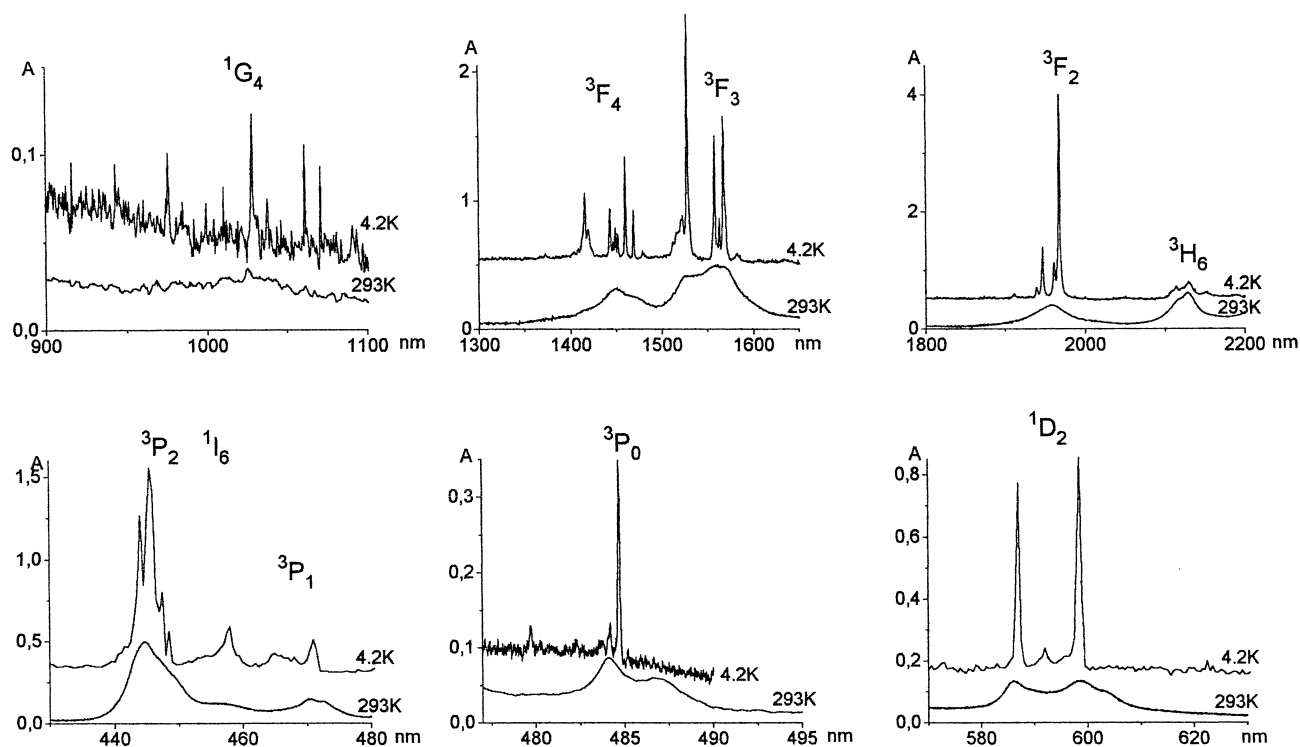 A
¹G₄
0,1
4.2K
293K
0,0
900 1000 1100 nm
A
2
³F₄
³F₃
1
4.2K
293K
0
1300 1400 1500 1600 nm
A
³F₂
4
2
³H₆
4.2K
293K
0
1800 2000 2200 nm
A
³P₂ ¹I₆
1,5
1,0
³P₁
0,5
4.2K
293K
0,0
440 460 480 nm
³P₀
A
0,3
0,2
0,1
4.2K
293K
0,0
480 485 490 495 nm
¹D₂
A
0,8
0,6
0,4
0,2
4.2K
293K
0,0
580 600 620 nm